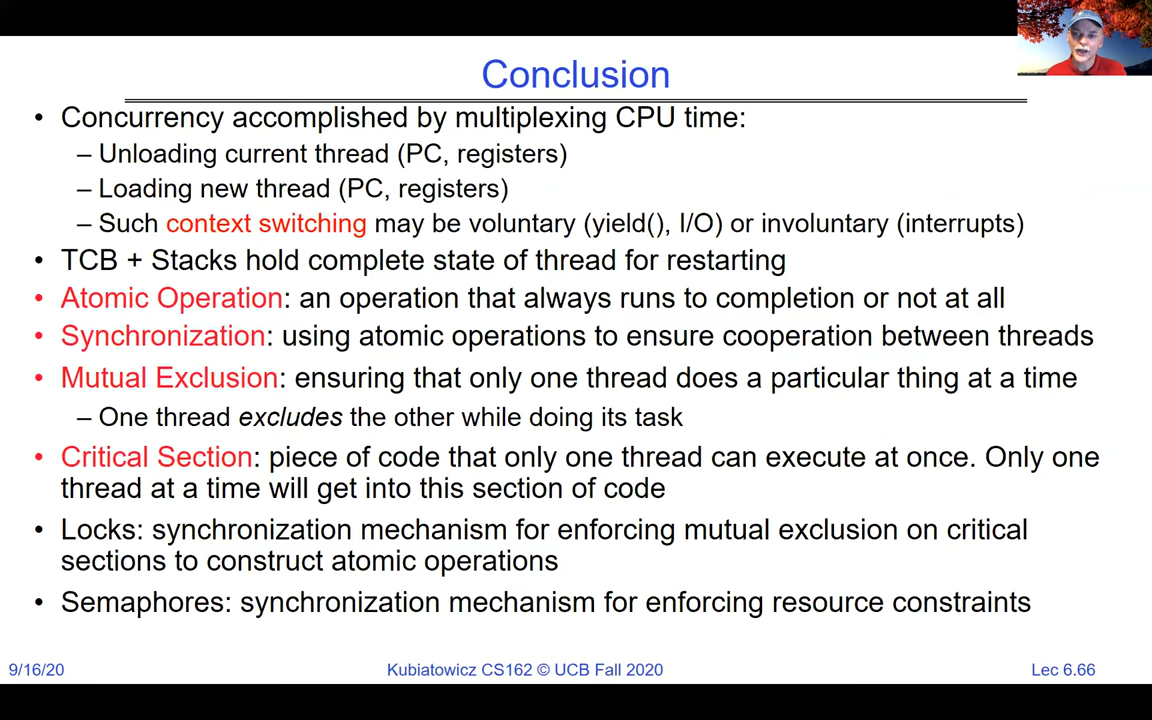 Conclusion
• Concurrency accomplished by multiplexing CPU time:
– Unloading current thread (PC, registers)
– Loading new thread (PC, registers)
– Such context switching may be voluntary (yield(), I/O) or involuntary (interrupts)
• TCB + Stacks hold complete state of thread for restarting
• Atomic Operation: an operation that always runs to completion or not at all
• Synchronization: using atomic operations to ensure cooperation between threads
• Mutual Exclusion: ensuring that only one thread does a particular thing at a time
– One thread excludes the other while doing its task
• Critical Section: piece of code that only one thread can execute at once. Only one
thread at a time will get into this section of code
• Locks: synchronization mechanism for enforcing mutual exclusion on critical
sections to construct atomic operations
• Semaphores: synchronization mechanism for enforcing resource constraints
9/16/20
Kubiatowicz CS162 © UCB Fall 2020
Lec 6.66